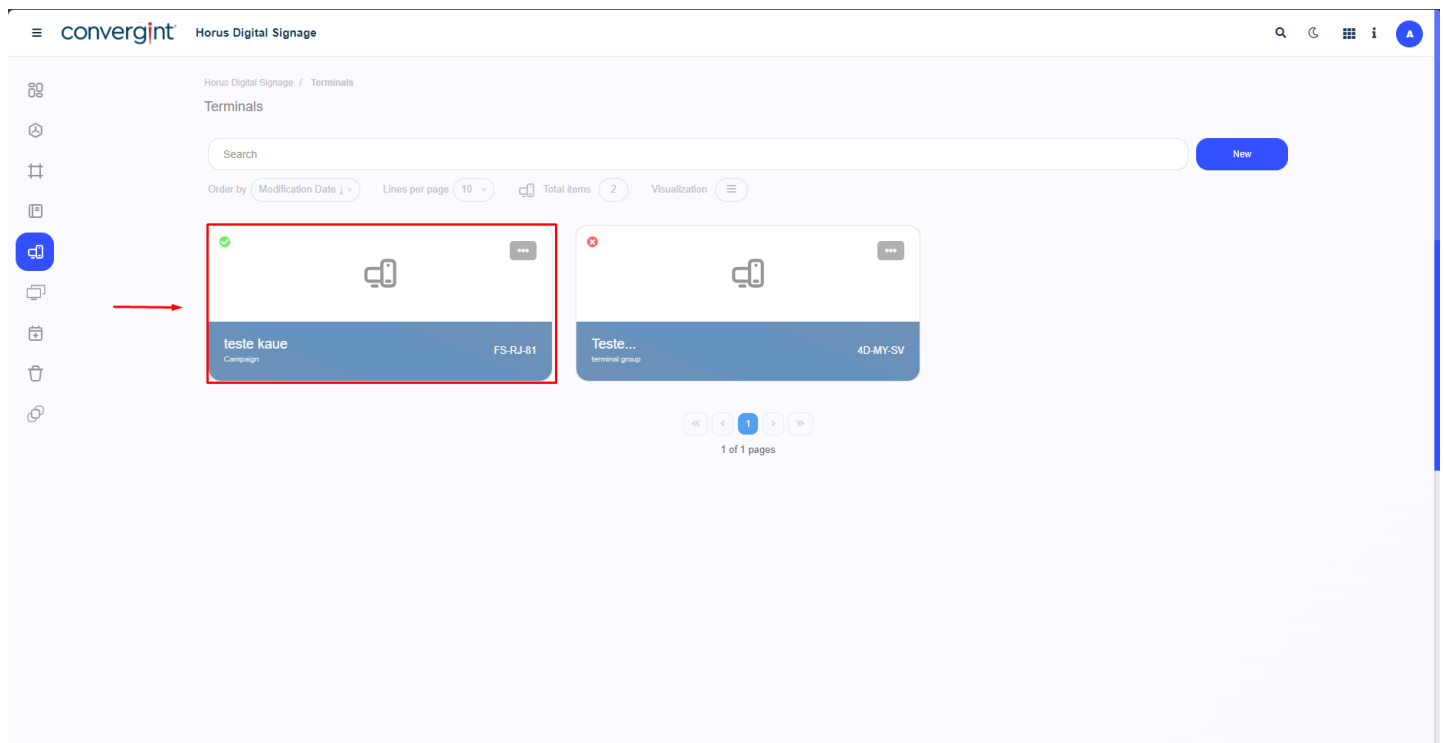 convergint Horus Digital Signage
A
Horus Digital Signage / Terminals
Terminals
Search
New
Order by Modification Date ↓ Lines per page 10 Total items 2 Visualization
teste kaue
Campaign
FS-RJ-81
Teste...
terminal group
4D-MY-SV
« ‹ 1 › »
1 of 1 pages